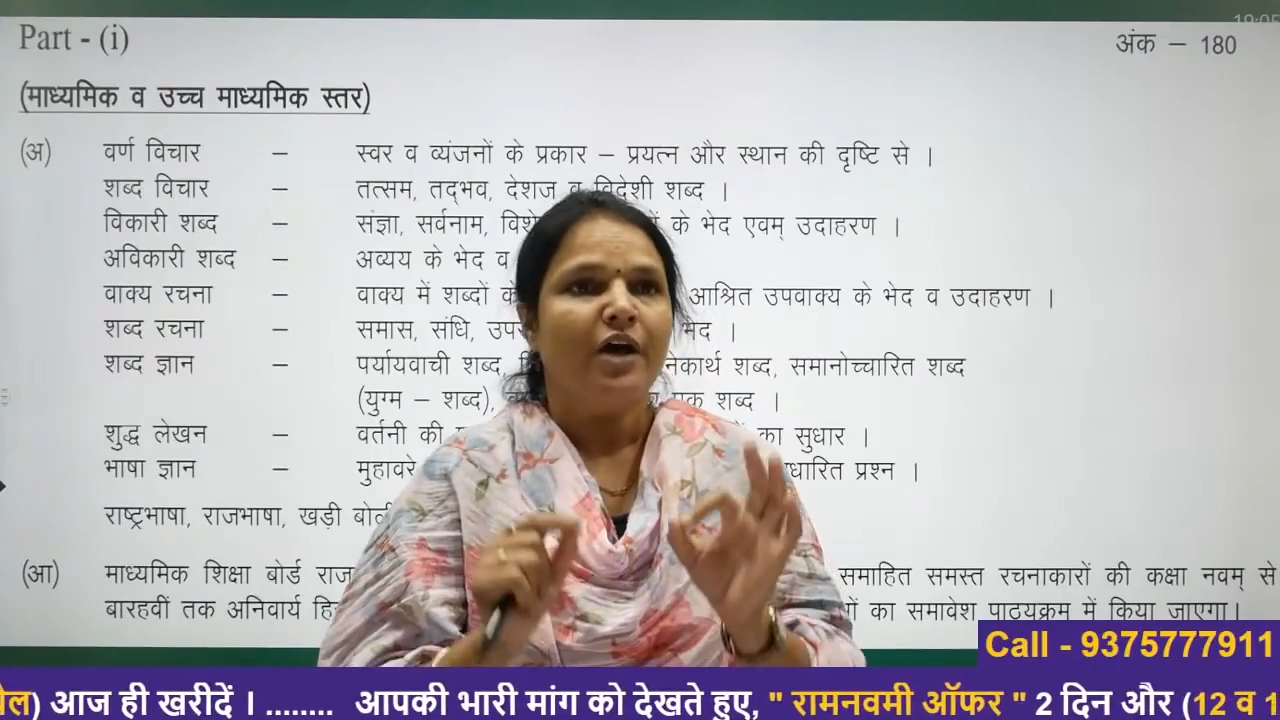 19:05
Part - (i)
अंक – 180
(माध्यमिक व उच्च माध्यमिक स्तर)
(अ) वर्ण विचार – स्वर व व्यंजनों के प्रकार – प्रयत्न और स्थान की दृष्टि से ।
शब्द विचार – तत्सम, तद्भव, देशज व विदेशी शब्द ।
विकारी शब्द – संज्ञा, सर्वनाम, के भेद एवम् उदाहरण ।
अविकारी शब्द – अव्यय के भेद व
वाक्य रचना – वाक्य में शब्दों आश्रित उपवाक्य के भेद व उदाहरण ।
शब्द रचना – समास, संधि, भेद ।
शब्द ज्ञान – पर्यायवाची शब्द, शब्द, समानोच्चारित शब्द
(युग्म – शब्द), एक शब्द ।
शुद्ध लेखन – वर्तनी की का सुधार ।
भाषा ज्ञान – मुहावरे प्रश्न ।
राष्ट्रभाषा, राजभाषा, खड़ी
(आ) माध्यमिक शिक्षा बोर्ड समाहित समस्त रचनाकारों की कक्षा नवम् से
बारहवीं तक अनिवार्य का समावेश पाठ्यक्रम में किया जाएगा।
Call - 9375777911
आज ही खरीदें । ........ आपकी भारी मांग को देखते हुए, " रामनवमी ऑफर " 2 दिन और (12 व